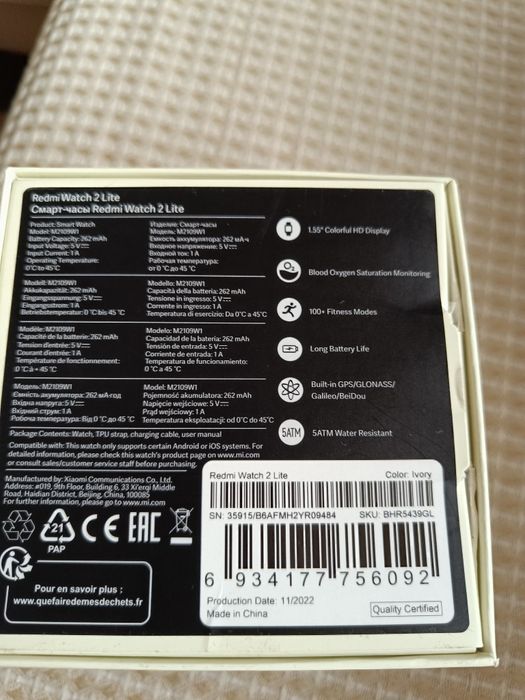 Redmi Watch 2 Lite
Смарт-часы Redmi Watch 2 Lite
Product: Smart Watch
Model: M2109W1
Battery Capacity: 262 mAh
Input Voltage: 5 V⎓
Input Current: 1 A
Operating Temperature:
0°C to 45°C
Изделие: Смарт-часы
Модель: M2109W1
Емкость аккумулятора: 262 мА·ч
Входное напряжение: 5 В⎓
Входной ток: 1 А
Рабочая температура:
от 0°C до 45°C
Modell: M2109W1
Akkukapazität: 262 mAh
Eingangsspannung: 5 V⎓
Eingangsstrom: 1 A
Betriebstemperatur: 0 °C bis 45 °C
Modello: M2109W1
Capacità della batteria: 262 mAh
Tensione in ingresso: 5 V⎓
Corrente in ingresso: 1 A
Temperatura di esercizio: Da 0°C a 45°C
Modèle: M2109W1
Capacité de la batterie: 262 mAh
Tension d'entrée: 5 V⎓
Courant d'entrée: 1 A
Température de fonctionnement:
0 °C à + 45 °C
Modelo: M2109W1
Capacidad de la batería: 262 mAh
Tensión de entrada: 5 V⎓
Corriente de entrada: 1 A
Temperatura de funcionamiento:
0 °C a 45 °C
Модель: M2109W1
Ємність акумулятора: 262 мА·год
Вхідна напруга: 5 В⎓
Вхідний струм: 1 А
Робоча температура: Від 0 °C до 45 °C
Model: M2109W1
Pojemność akumulatora: 262 mAh
Napięcie wejściowe: 5 V⎓
Prąd wejściowy: 1 A
Temperatura eksploatacji: od 0°C do 45°C
Package Contents: Watch, TPU strap, charging cable, user manual
Compatible with: This watch only supports certain Android or iOS systems. For
detailed information, please check this watch's product page on www.mi.com
or consult sales/customer service staff before purchasing.
Manufactured by: Xiaomi Communications Co., Ltd.
Address: #019, 9th Floor, Building 6, 33 Xi'erqi Middle
Road, Haidian District, Beijing, China, 100085
For further information, please go to www.mi.com
21
PAP
CE EAC
Pour en savoir plus :
www.quefairedemesdechets.fr
1.55" Colorful HD Display
O2
Blood Oxygen Saturation Monitoring
100+ Fitness Modes
Long Battery Life
Built-in GPS/GLONASS/
Galileo/BeiDou
5ATM
5ATM Water Resistant
Redmi Watch 2 Lite Color: Ivory
SN: 35915/B6AFMH2YR09484 SKU: BHR5439GL
6 934177 756092
Production Date: 11/2022
Made in China
Quality Certified